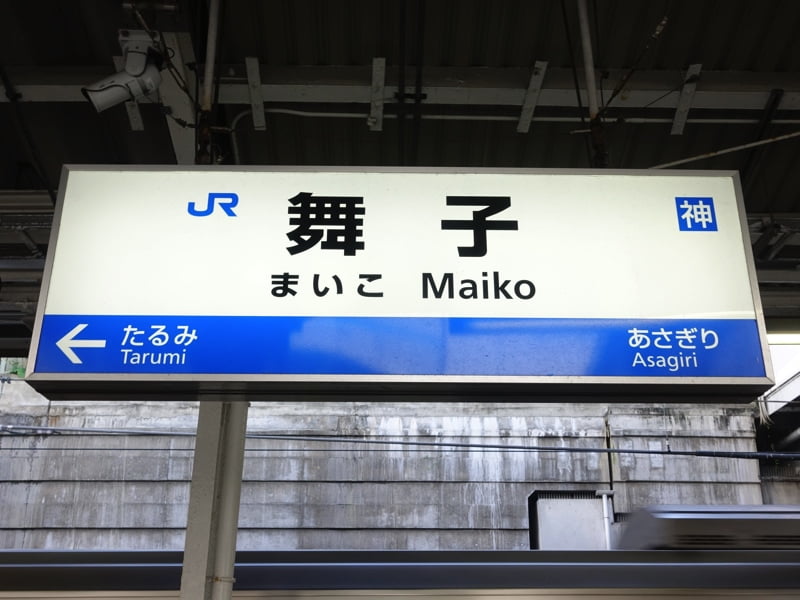 JR 舞子 神
まいこ Maiko
← たるみ あさぎり
Tarumi Asagiri